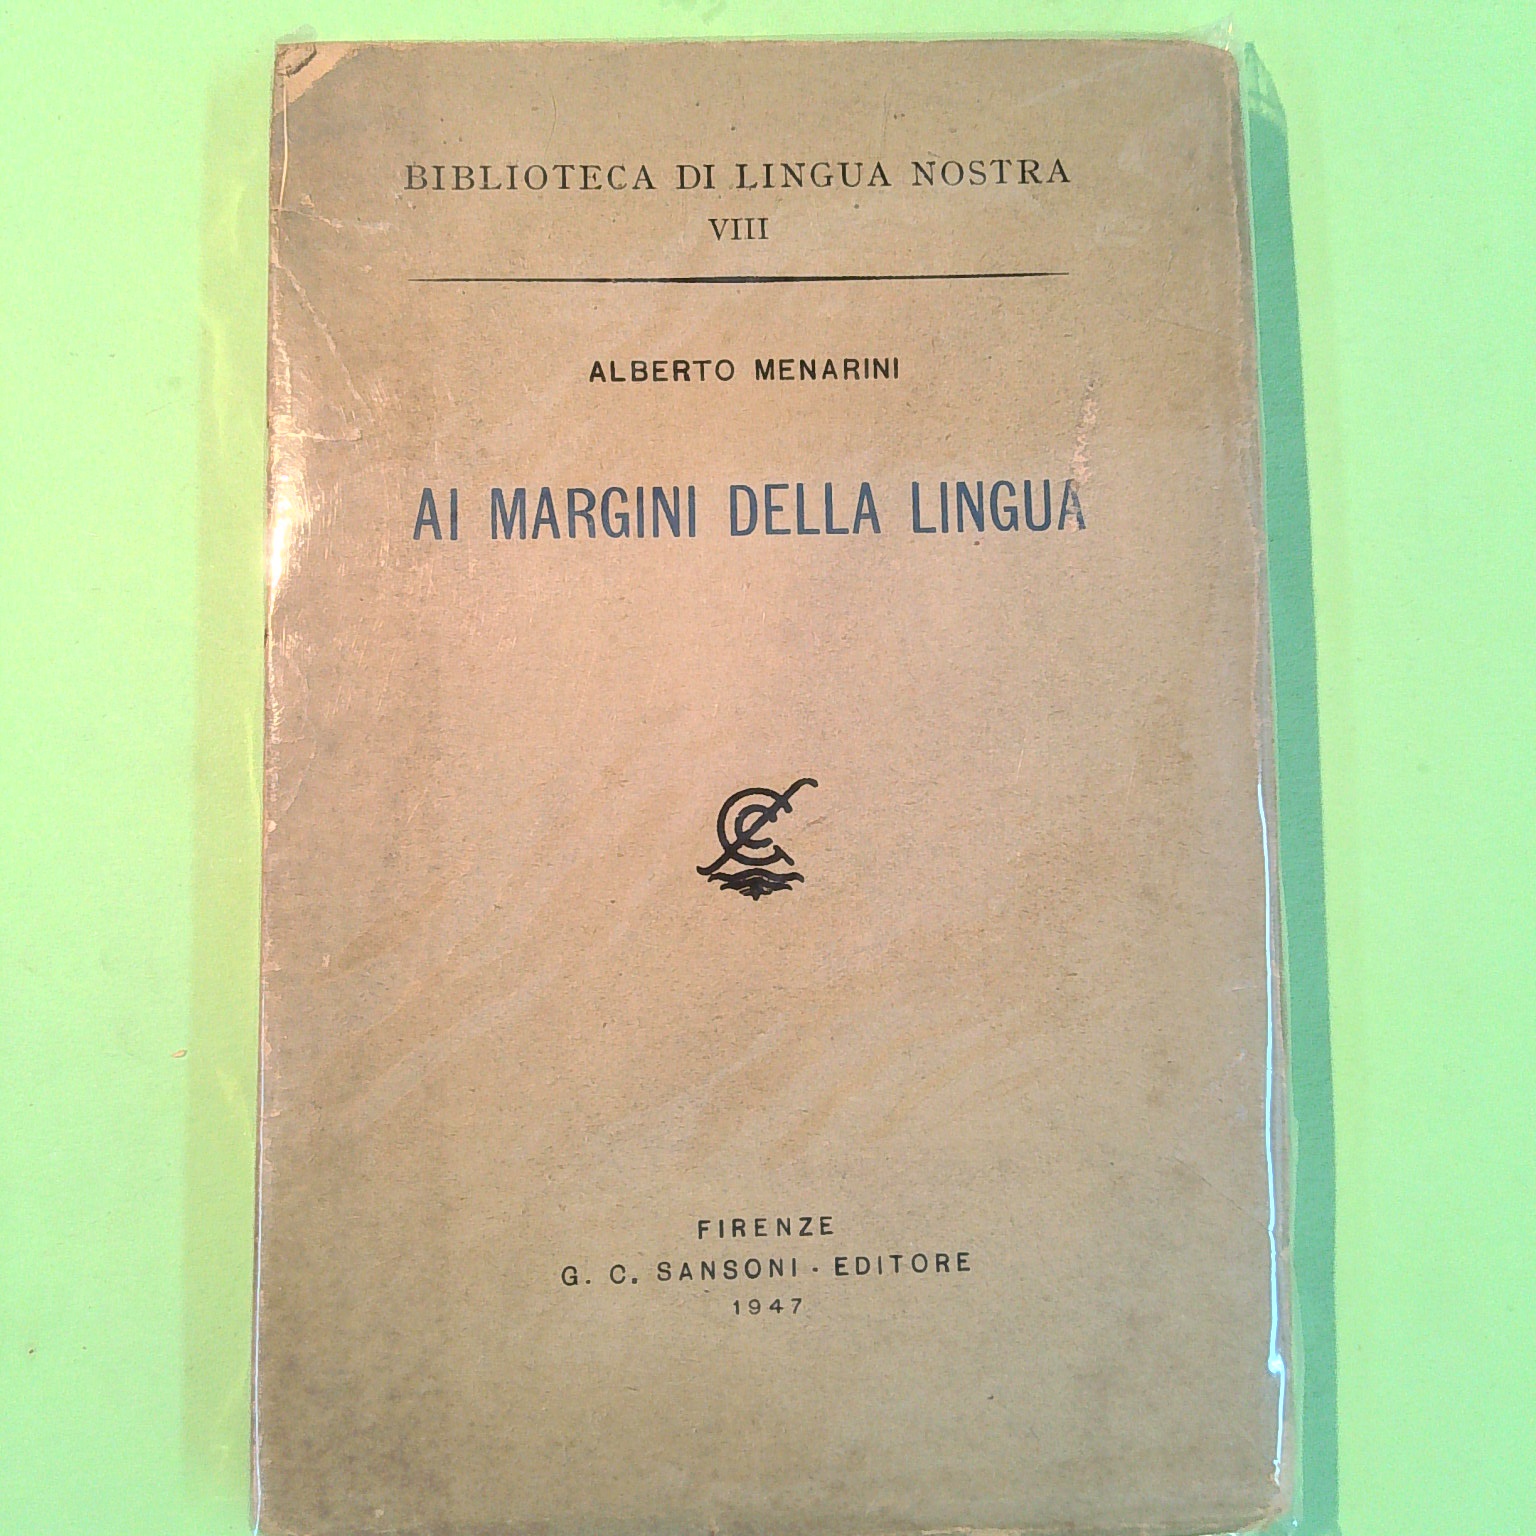 BIBLIOTECA DI LINGUA NOSTRA
VIII
ALBERTO MENARINI
AI MARGINI DELLA LINGUA
FIRENZE
G. C. SANSONI - EDITORE
1947